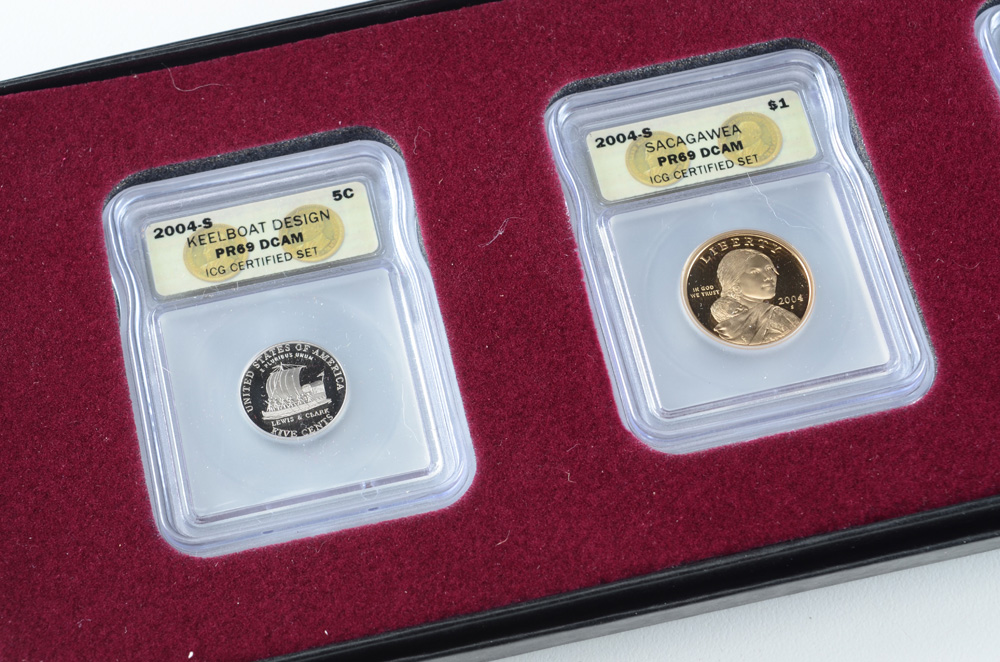 2004-S 5C
KEELBOAT DESIGN
PR69 DCAM
ICG CERTIFIED SET
UNITED STATES OF AMERICA
E PLURIBUS UNUM
LEWIS & CLARK
FIVE CENTS
2004-S $1
SACAGAWEA
PR69 DCAM
ICG CERTIFIED SET
LIBERTY
IN GOD
WE TRUST
2004
S